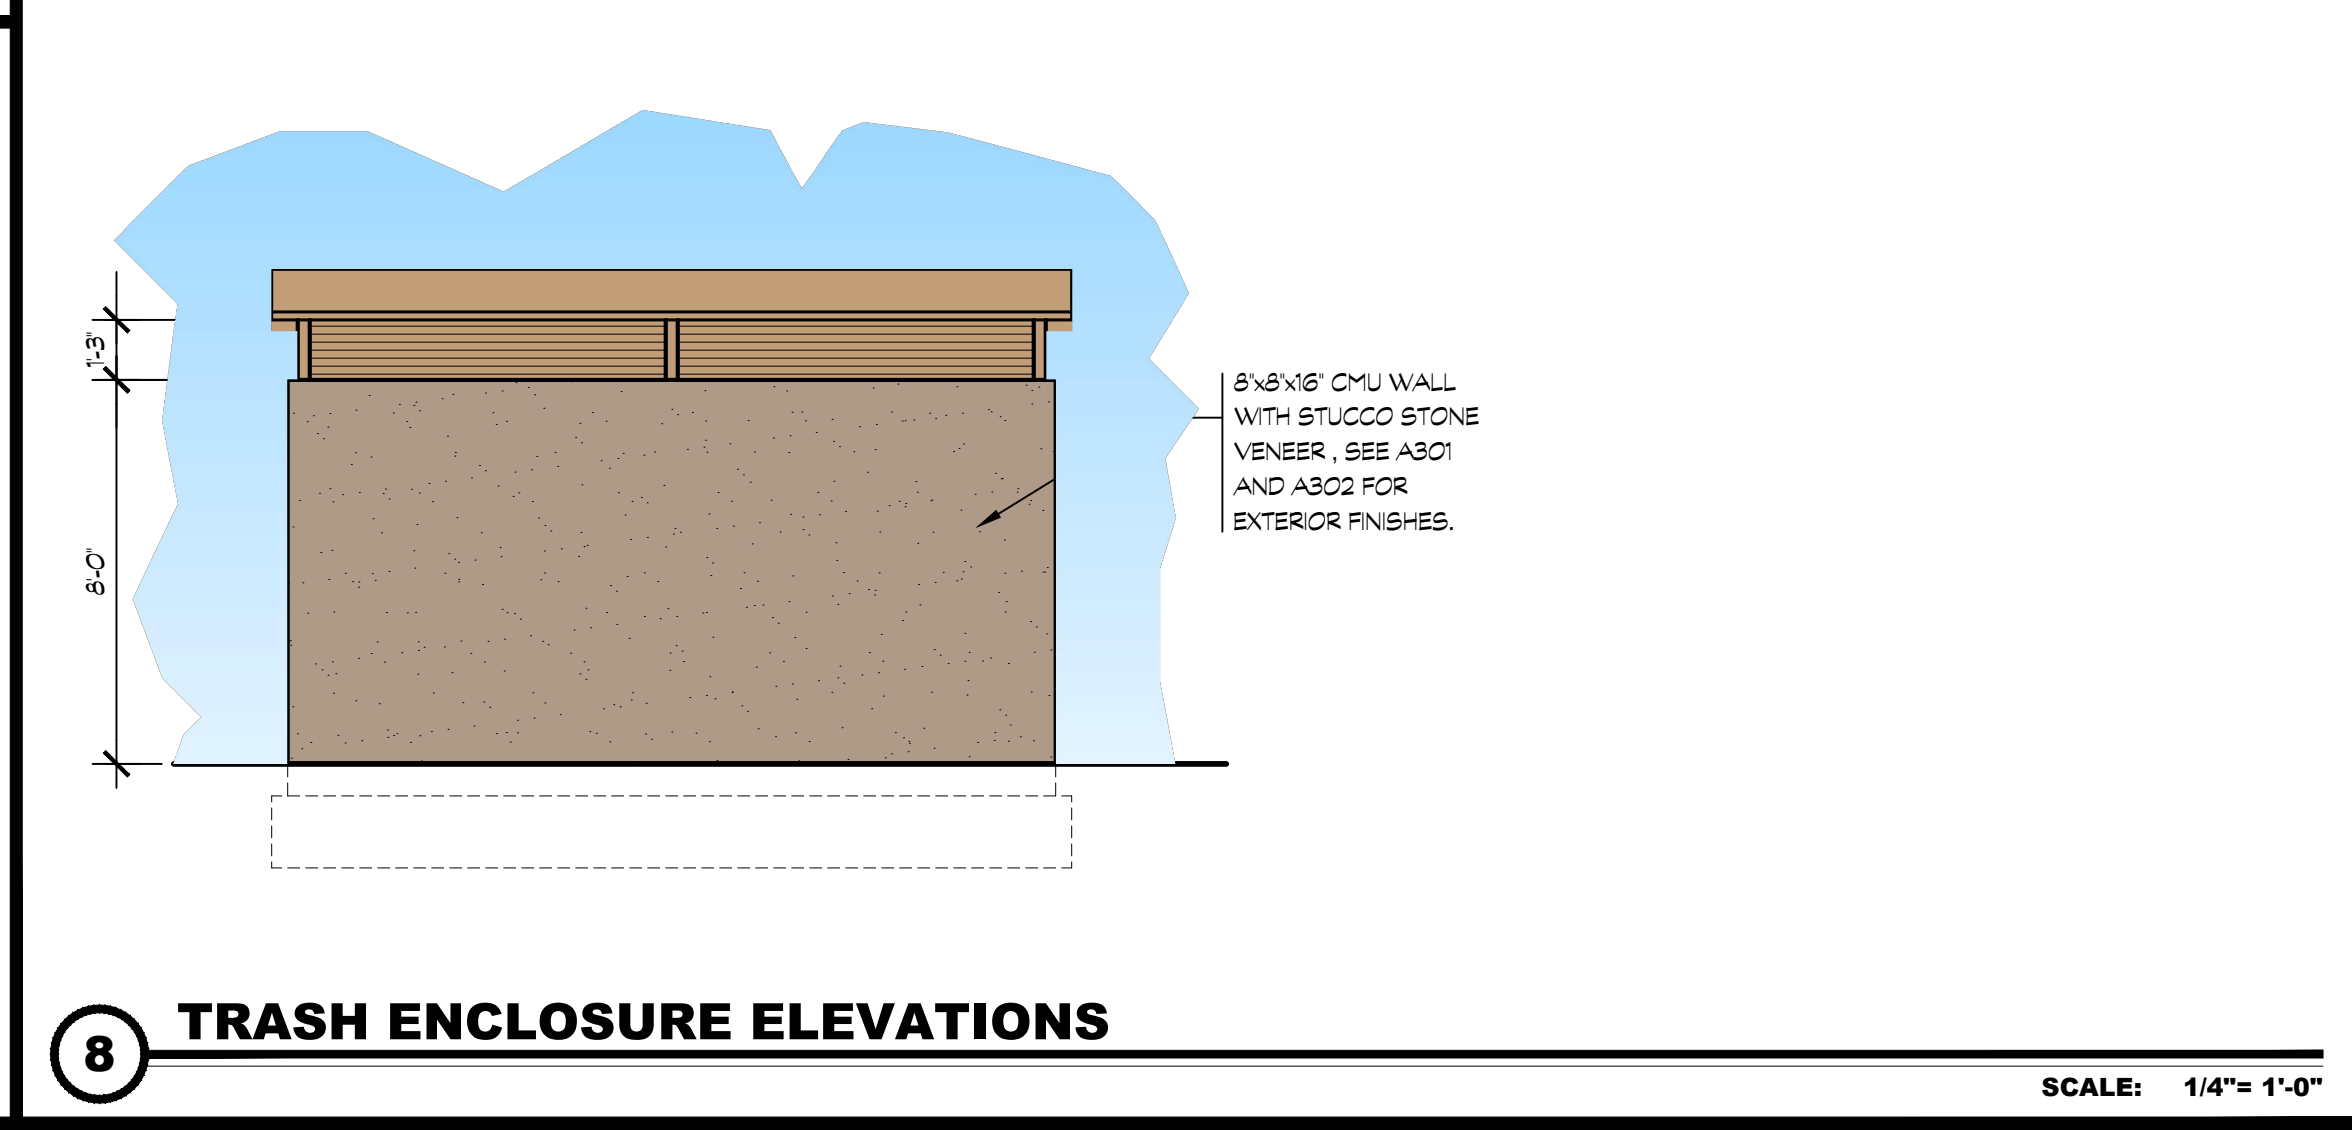 1'-3"
8'-0"
8"x8"x16" CMU WALL
WITH STUCCO STONE
VENEER , SEE A301
AND A302 FOR
EXTERIOR FINISHES.
8
TRASH ENCLOSURE ELEVATIONS
SCALE: 1/4"= 1'-0"